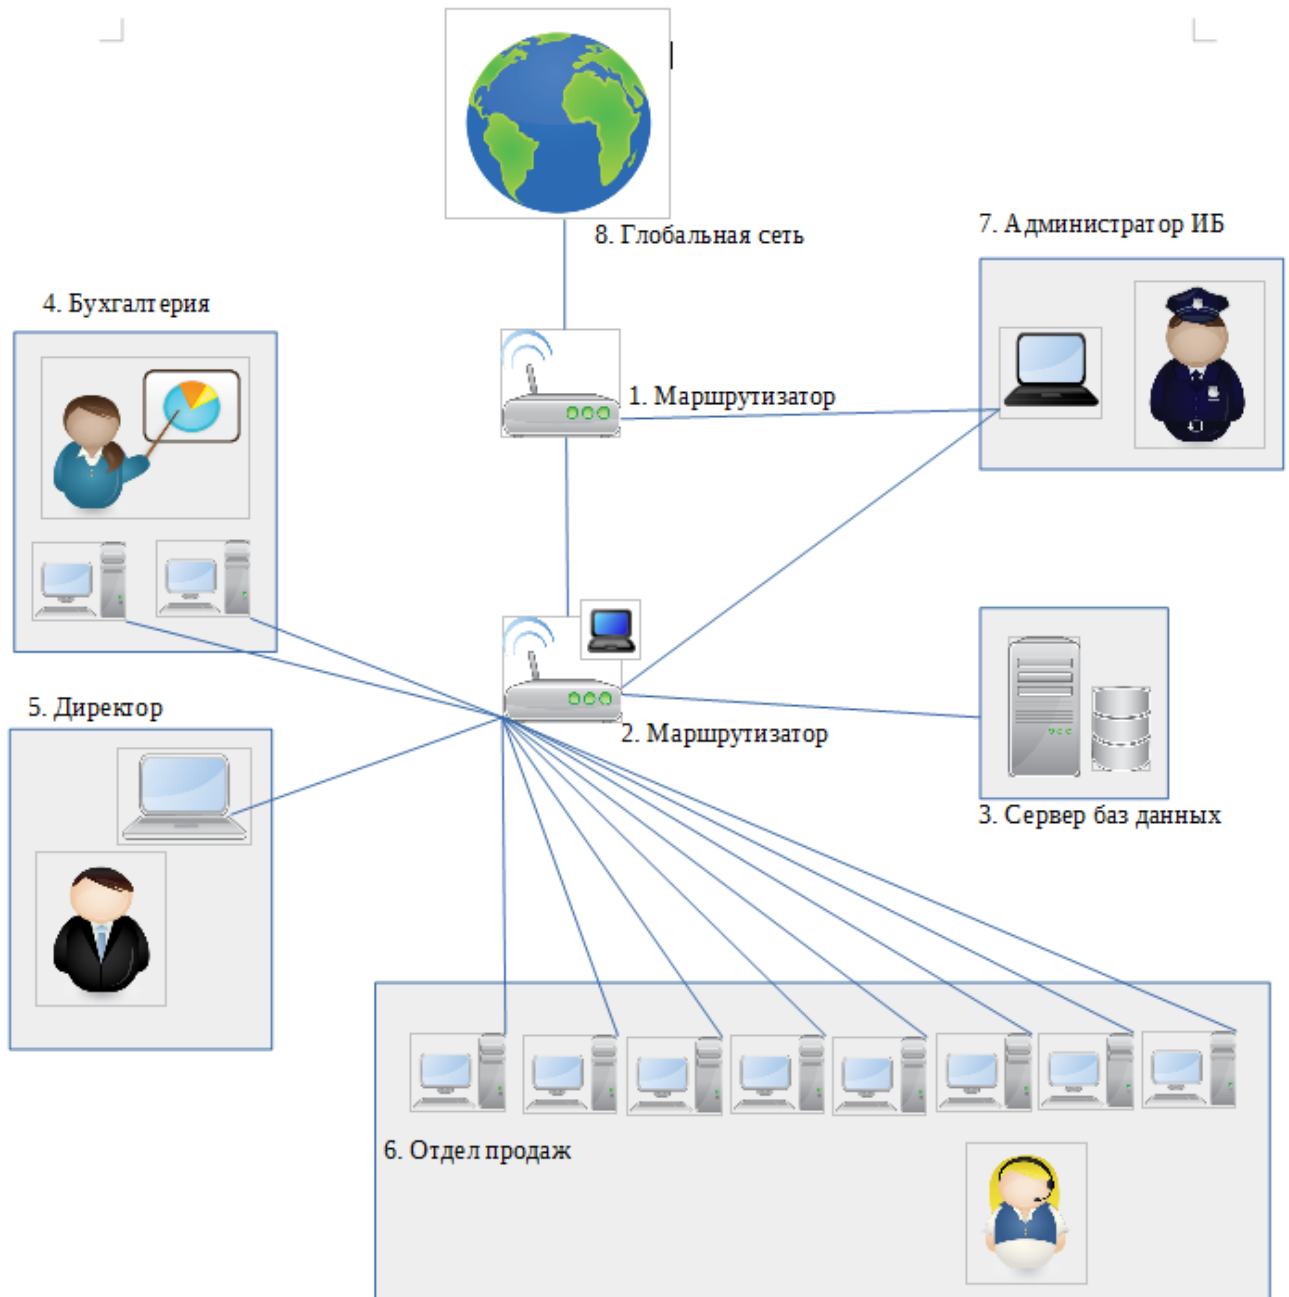 8. Глобальная сеть
7. Администратор ИБ
4. Бухгалтерия
1. Маршрутизатор
5. Директор
2. Маршрутизатор
3. Сервер баз данных
6. Отдел продаж